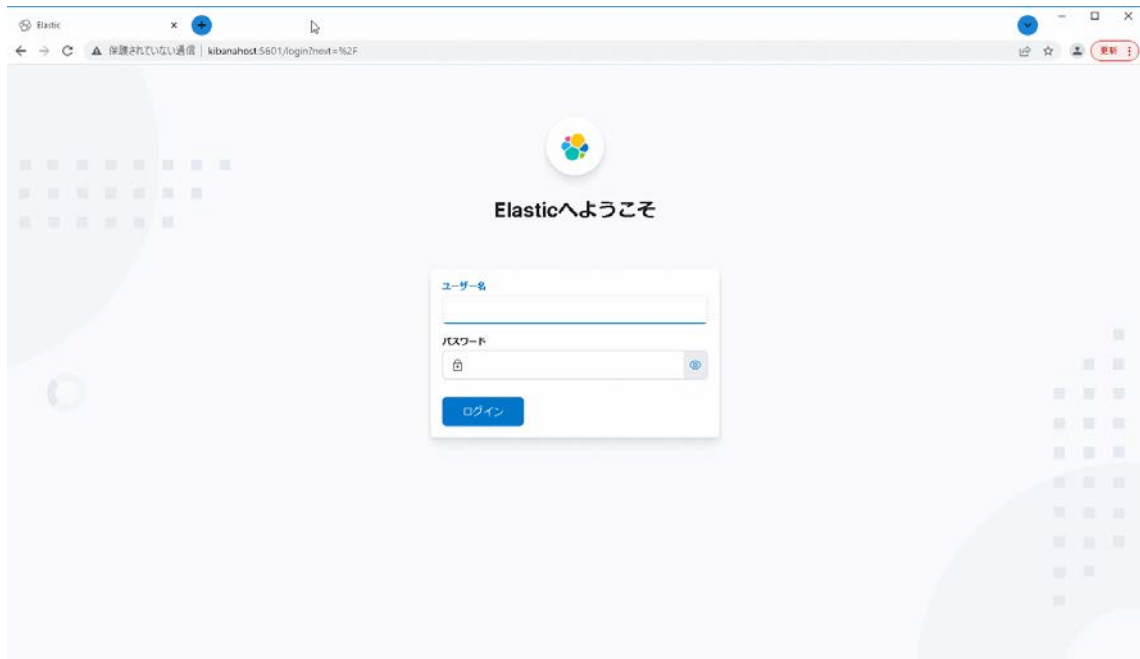 Elastic
保護されていない通信 | kibanahost:5601/login?next=%2F
更新
Elasticへようこそ
ユーザー名
パスワード
ログイン